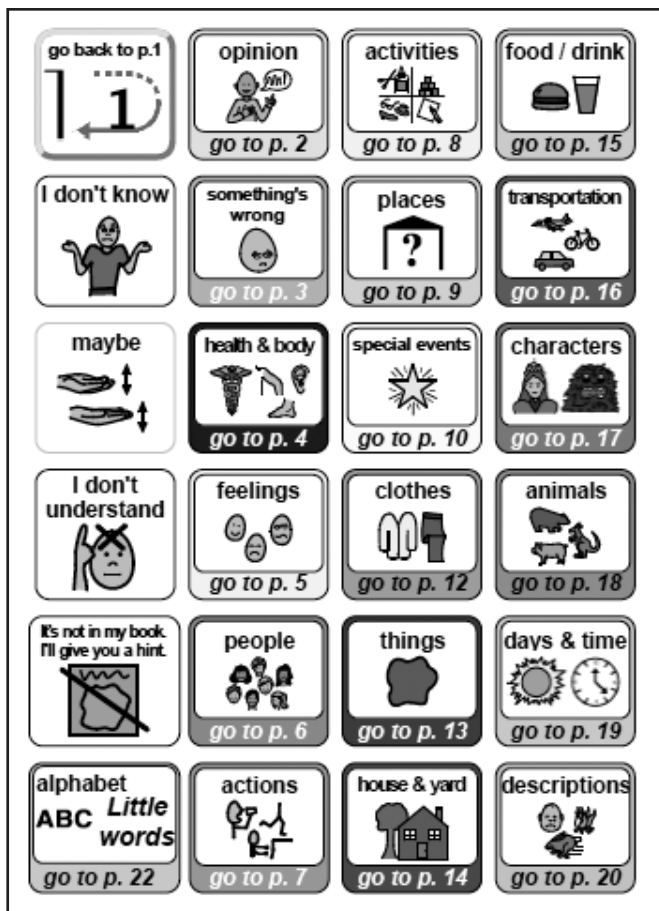 go back to p.1
1
opinion
go to p. 2
activities
go to p. 8
food / drink
go to p. 15
I don't know
something's
wrong
go to p. 3
places
?
go to p. 9
transportation
go to p. 16
maybe
health & body
go to p. 4
special events
go to p. 10
characters
go to p. 17
I don't
understand
feelings
go to p. 5
clothes
go to p. 12
animals
go to p. 18
It's not in my book.
I'll give you a hint.
people
go to p. 6
things
go to p. 13
days & time
go to p. 19
alphabet
ABC Little
words
go to p. 22
actions
go to p. 7
house & yard
go to p. 14
descriptions
go to p. 20